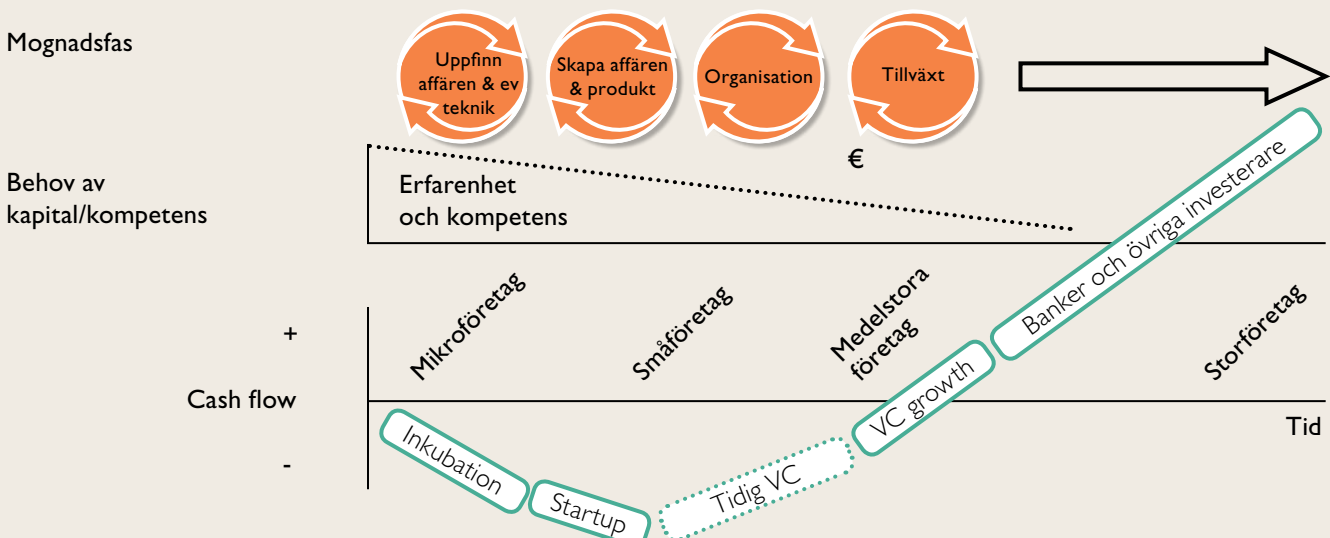 Mognadsfas
Uppfinn
affären & ev
teknik
Skapa affären
& produkt
Organisation
Tillväxt
€
Behov av
kapital/kompetens
Erfarenhet
och kompetens
Mikroföretag
Småföretag
Medelstora
företag
Storföretag
+
Cash flow
-
Tid
Inkubation
Startup
Tidig VC
VC growth
Banker och övriga investerare